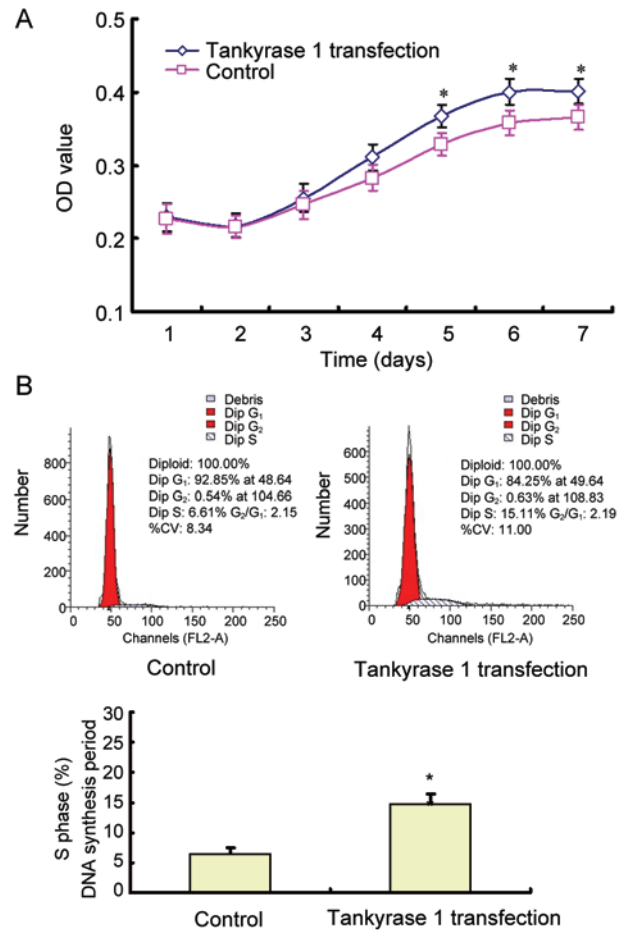 A
0.5
0.4
0.3
0.2
0.1
OD value
Tankyrase 1 transfection
Control
*
*
*
1 2 3 4 5 6 7
Time (days)
B
Debris
Dip G₁
Dip G₂
Dip S
Diploid: 100.00%
Dip G₁: 92.85% at 48.64
Dip G₂: 0.54% at 104.66
Dip S: 6.61% G₂/G₁: 2.15
%CV: 8.34
Number
800
600
400
200
0
0 50 100 150 200 250
Channels (FL2-A)
Control
Debris
Dip G₁
Dip G₂
Dip S
Diploid: 100.00%
Dip G₁: 84.25% at 49.64
Dip G₂: 0.63% at 108.83
Dip S: 15.11% G₂/G₁: 2.19
%CV: 11.00
Number
700
600
500
400
300
200
100
0
0 50 100 150 200 250
Channels (FL2-A)
Tankyrase 1 transfection
S phase (%)
DNA synthesis period
30
25
20
15
10
5
0
*
Control
Tankyrase 1 transfection